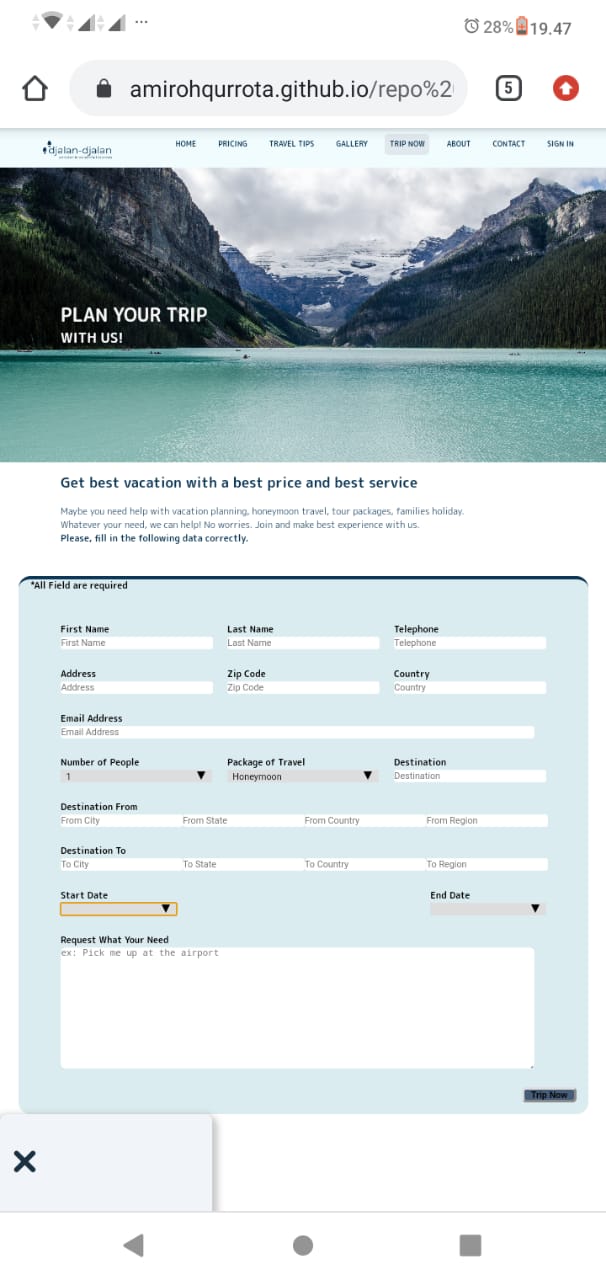 28% 19.47
amirohqurrota.github.io/repo%2
5
djalan-djalan
HOME PRICING TRAVEL TIPS GALLERY TRIP NOW ABOUT CONTACT SIGN IN
PLAN YOUR TRIP
WITH US!
Get best vacation with a best price and best service
Maybe you need help with vacation planning, honeymoon travel, tour packages, families holiday.
Whatever your need, we can help! No worries. Join and make best experience with us.
Please, fill in the following data correctly.
*All Field are required
First Name Last Name Telephone
First Name Last Name Telephone
Address Zip Code Country
Address Zip Code Country
Email Address
Email Address
Number of People Package of Travel Destination
1 Honeymoon Destination
Destination From
From City From State From Country From Region
Destination To
To City To State To Country To Region
Start Date End Date
Request What Your Need
ex: Pick me up at the airport
Trip Now